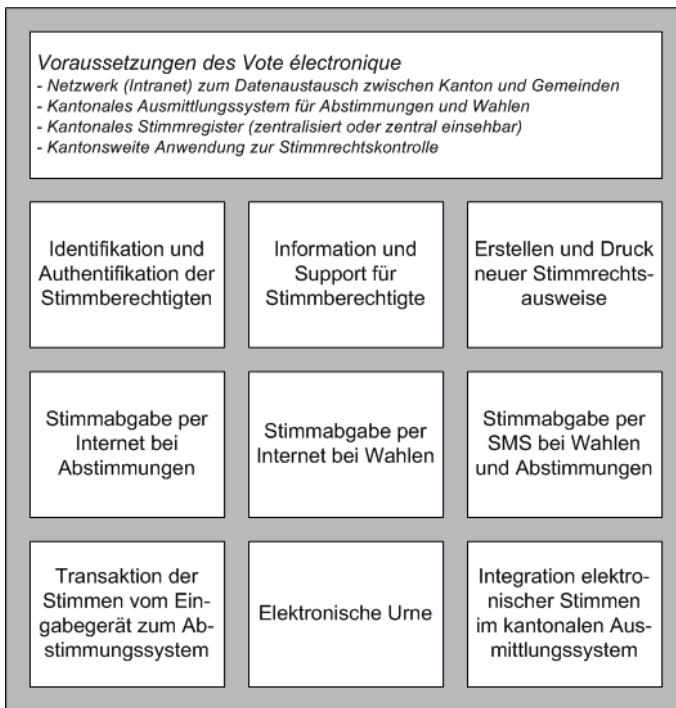 Voraussetzungen des Vote électronique
- Netzwerk (Intranet) zum Datenaustausch zwischen Kanton und Gemeinden
- Kantonales Ausmittlungssystem für Abstimmungen und Wahlen
- Kantonales Stimmregister (zentralisiert oder zentral einsehbar)
- Kantonsweite Anwendung zur Stimmrechtskontrolle
Identifikation und
Authentifikation der
Stimmberechtigten
Information und
Support für
Stimmberechtigte
Erstellen und Druck
neuer Stimmrechts-
ausweise
Stimmabgabe per
Internet bei
Abstimmungen
Stimmabgabe per
Internet bei Wahlen
Stimmabgabe per
SMS bei Wahlen
und Abstimmungen
Transaktion der
Stimmen vom Ein-
gabegerät zum Ab-
stimmungssystem
Elektronische Urne
Integration elektro-
nischer Stimmen
im kantonalen Aus-
mittlungssystem